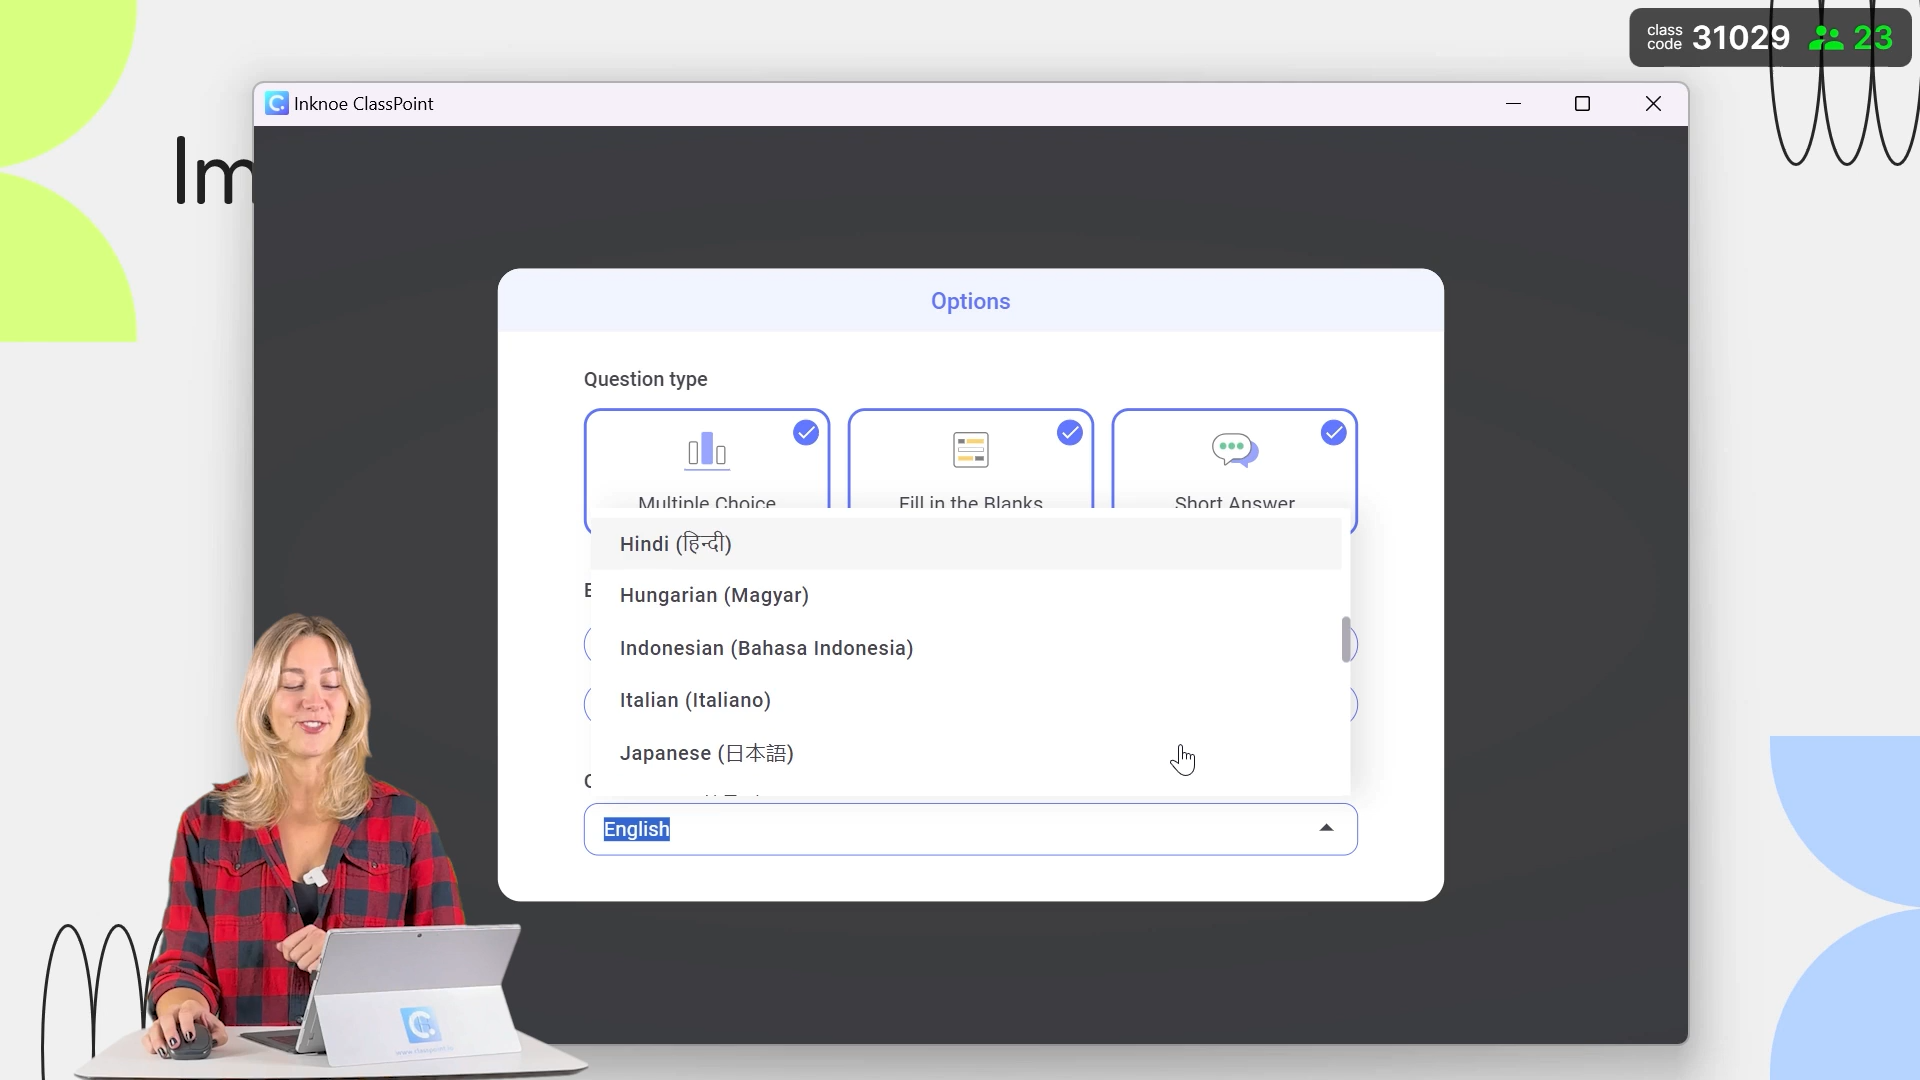 class code 31029 23
Inknoe ClassPoint
Im
Options
Question type
Multiple Choice
Fill in the Blanks
Short Answer
Hindi (हिन्दी)
Hungarian (Magyar)
Indonesian (Bahasa Indonesia)
Italian (Italiano)
Japanese (日本語)
English